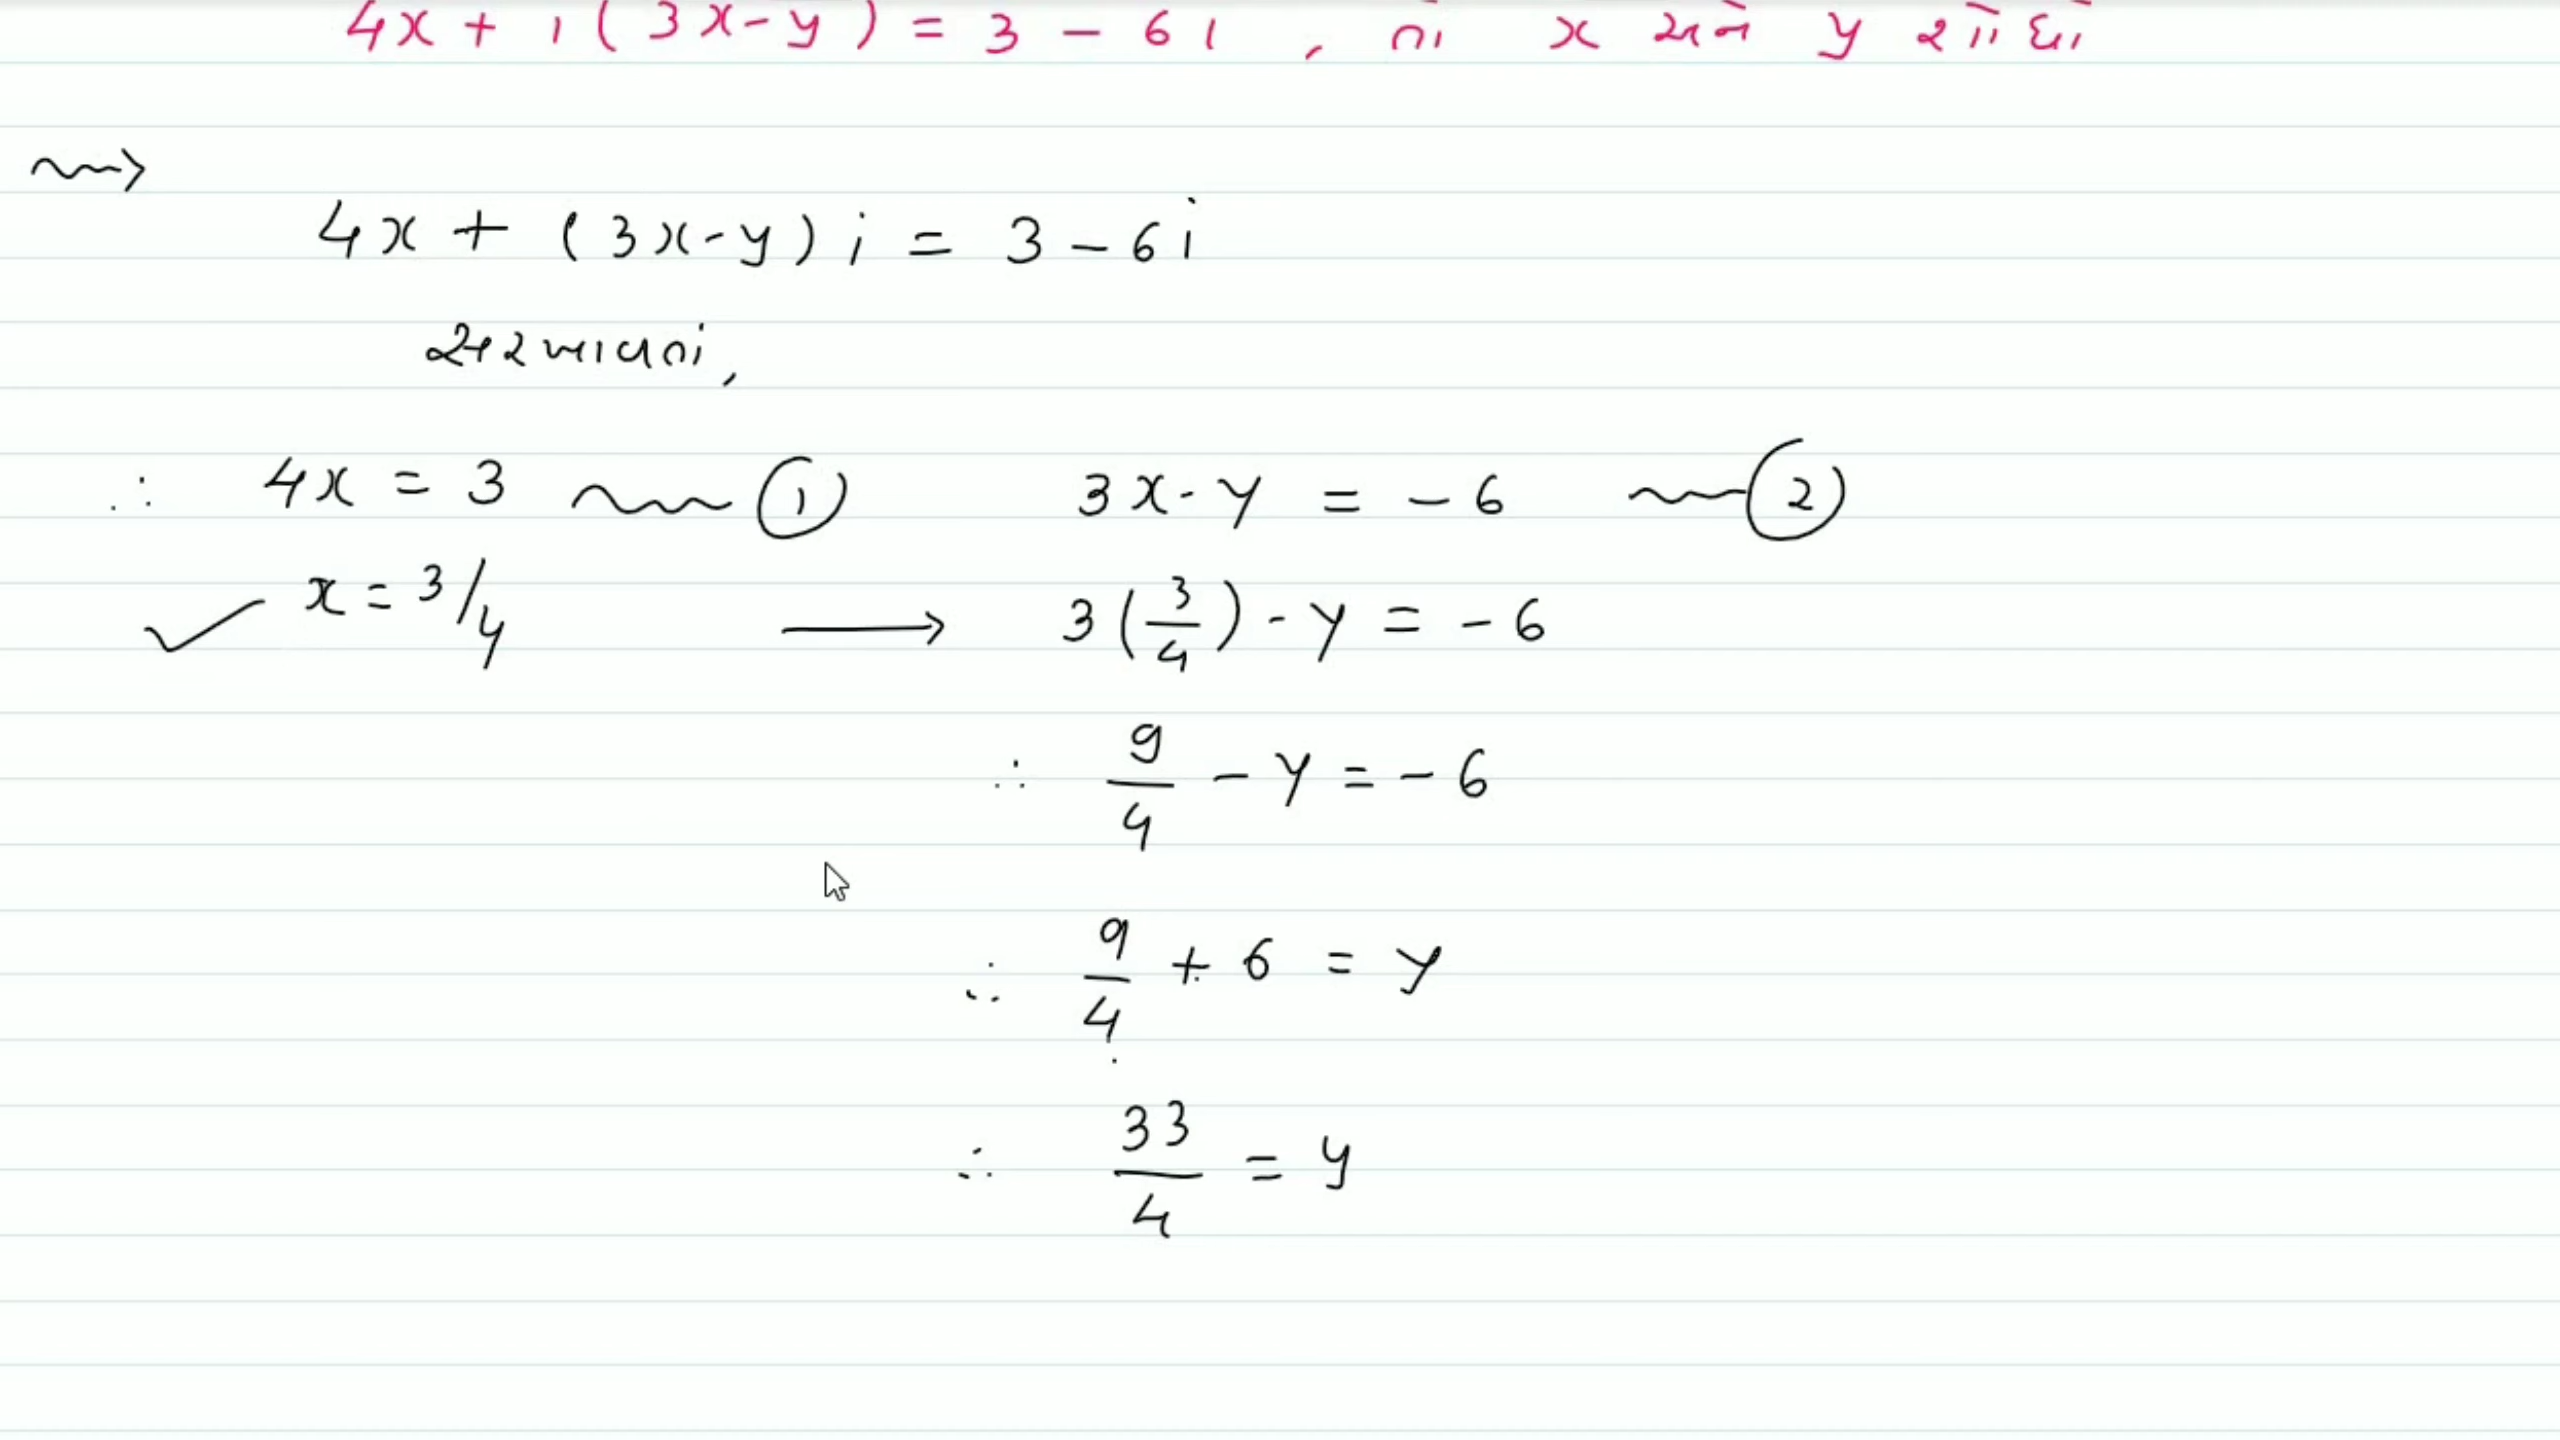 4x + i(3x-y) = 3 - 6i, તો x અને y શોધો
4x + (3x-y)i = 3 - 6i
સરખાવતાં,
∴ 4x = 3 ~~~ ① 3x - y = -6 ~~~ ②
✓ x = 3/4 ⟶ 3(3/4) - y = -6
∴ 9/4 - y = -6
∴ 9/4 + 6 = y
∴ 33/4 = y